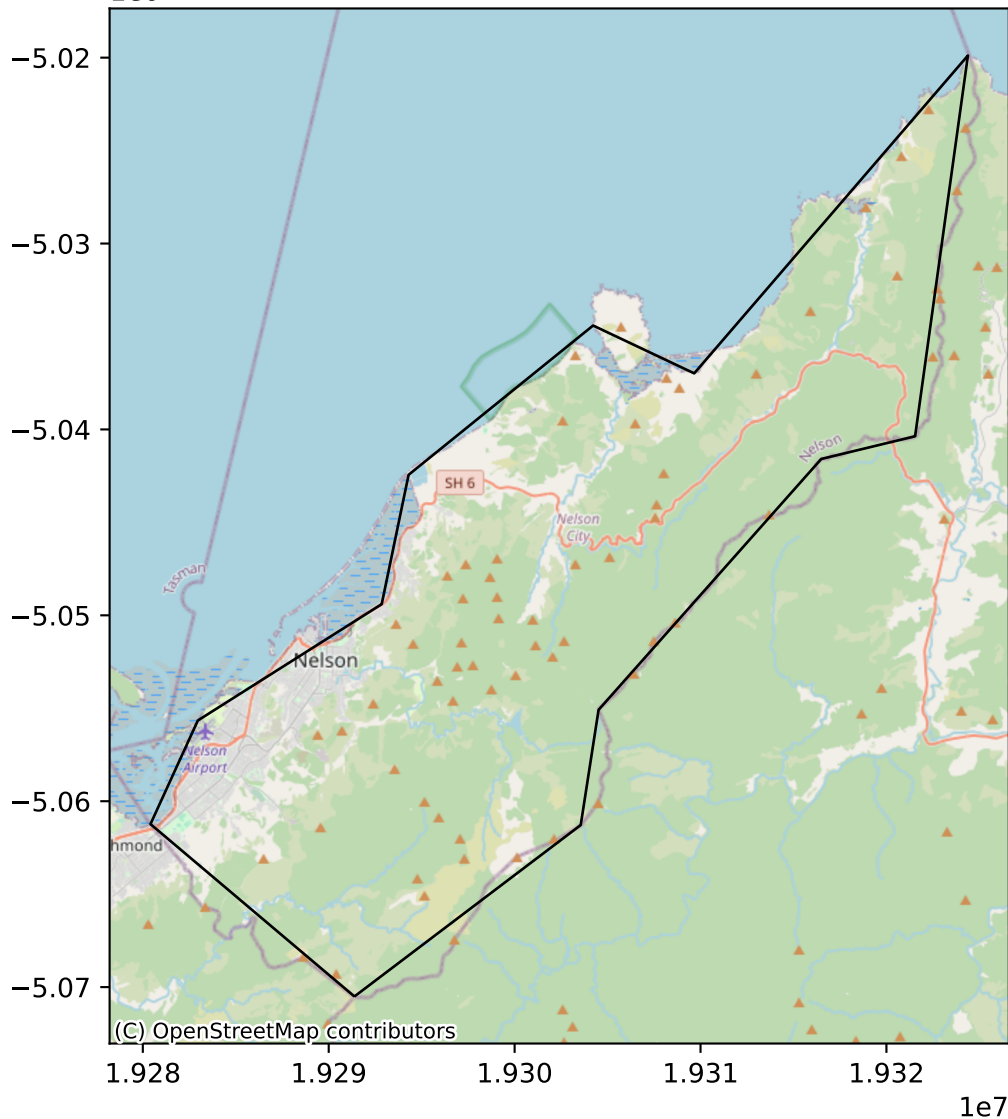 −5.02
−5.03
−5.04
−5.05
−5.06
−5.07
SH 6
Nelson
Nelson
City
Tasman
Nelson
Nelson
Airport
hmond
(C) OpenStreetMap contributors
1.928 1.929 1.930 1.931 1.932
1e7